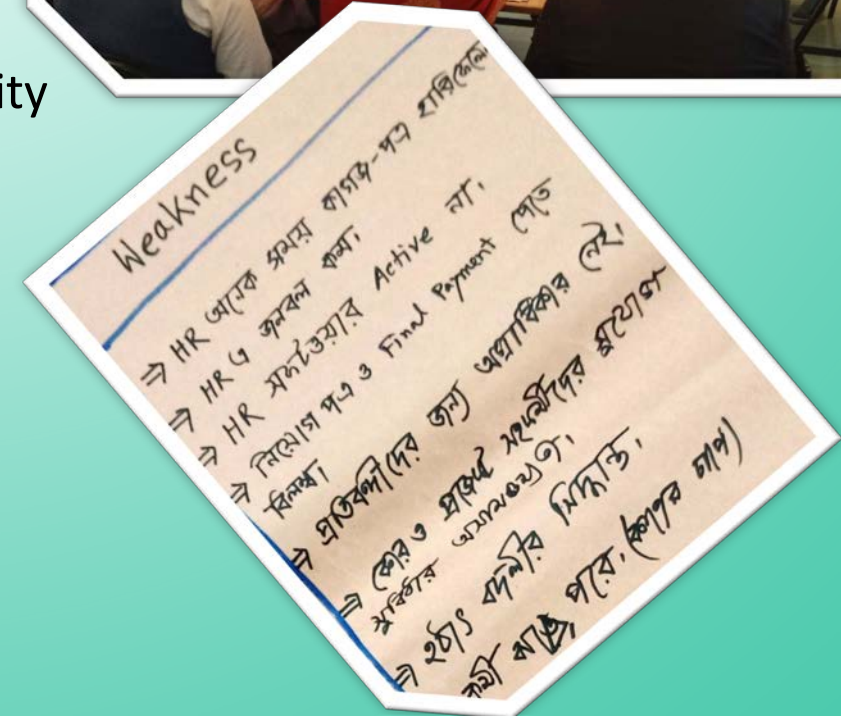 ity
Weakness
⇒ HR অনেক সময় কাগজ-পত্র হারিয়ে ফেলে
⇒ HR এ জনবল কম।
⇒ HR সফটওয়ার Active না।
⇒ নিয়োগ পত্র ও Final Payment পেতে
বিলম্ব।
⇒ প্রতিবন্ধীদের জন্য অগ্রাধিকার নেই।
⇒ কোর ও প্রজেক্ট সহকর্মীদের সুযোগ
সুবিধার অসামঞ্জস্যতা।
⇒ হঠাৎ বদলীর সিদ্ধান্ত।
পরে, (কাজের চাপ)